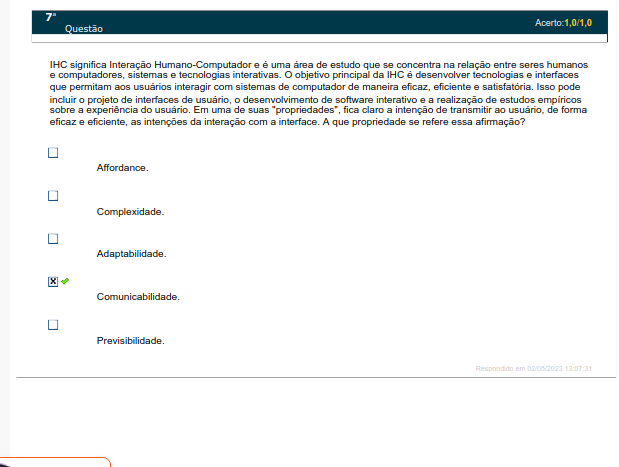 7ª
Questão
Acerto:1,0/1,0
IHC significa Interação Humano-Computador e é uma área de estudo que se concentra na relação entre seres humanos
e computadores, sistemas e tecnologias interativas. O objetivo principal da IHC é desenvolver tecnologias e interfaces
que permitam aos usuários interagir com sistemas de computador de maneira eficaz, eficiente e satisfatória. Isso pode
incluir o projeto de interfaces de usuário, o desenvolvimento de software interativo e a realização de estudos empíricos
sobre a experiência do usuário. Em uma de suas "propriedades", fica claro a intenção de transmitir ao usuário, de forma
eficaz e eficiente, as intenções da interação com a interface. A que propriedade se refere essa afirmação?
Affordance.
Complexidade.
Adaptabilidade.
Comunicabilidade.
Previsibilidade.
Respondido em 02/05/2023 13:07:31